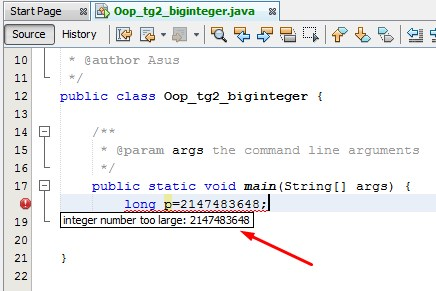 Start Page
Oop_tg2_biginteger.java
Source
History
10 * @author Asus
11 */
12 public class Oop_tg2_biginteger {
13
14 /**
15 * @param args the command line arguments
16 */
17 public static void main(String[] args) {
long p=2147483648;
19 integer number too large: 2147483648
20
21 }